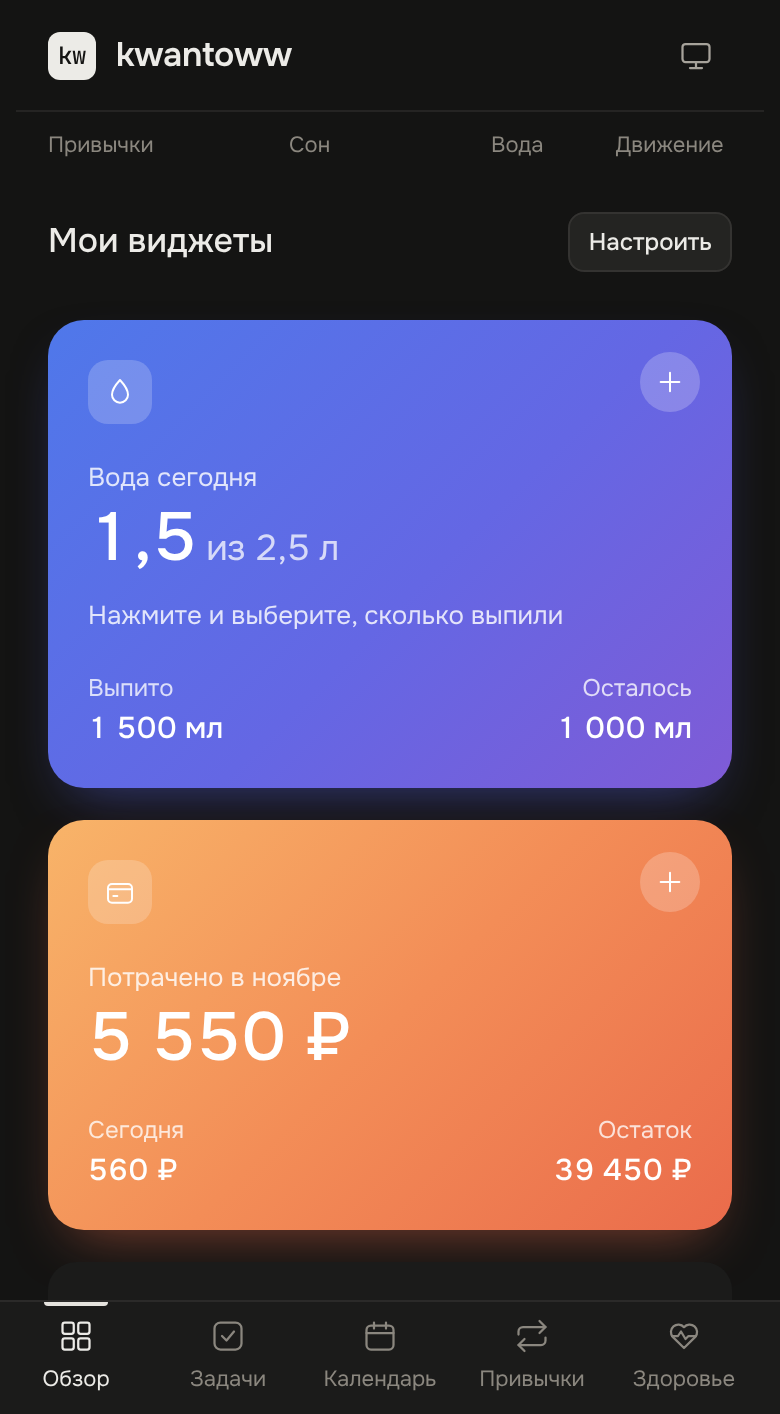 kw kwantoww
Привычки Сон Вода Движение
Мои виджеты Настроить
Вода сегодня
1,5 из 2,5 л
Нажмите и выберите, сколько выпили
Выпито Осталось
1 500 мл 1 000 мл
Потрачено в ноябре
5 550 ₽
Сегодня Остаток
560 ₽ 39 450 ₽
Обзор Задачи Календарь Привычки Здоровье